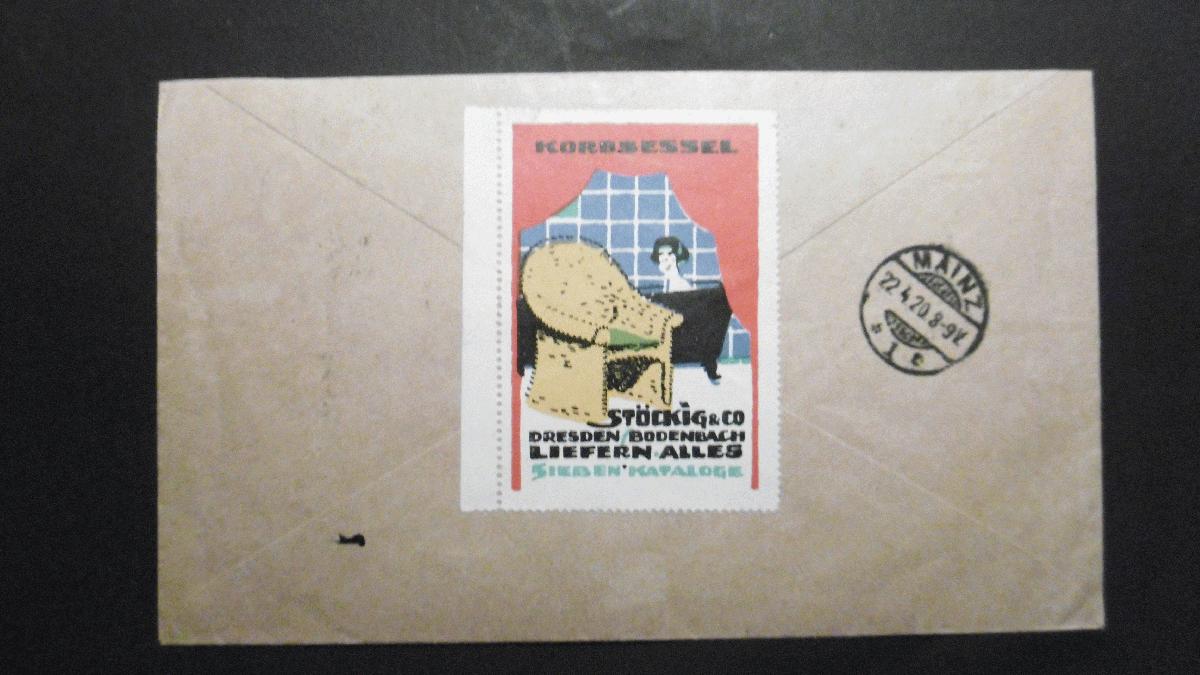 KORBSESSEL
STÖCKIG & CO
DRESDEN/BODENBACH
LIEFERN·ALLES
SIEBEN·KATALOGE
MAINZ
22.4.20.8-9V.
* 1 e